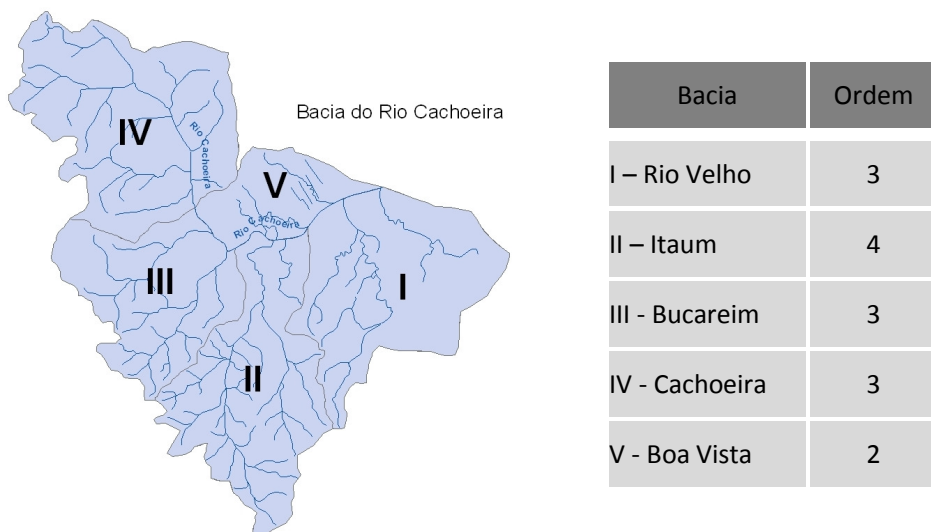 Bacia do Rio Cachoeira
IV
Rio Cachoeira
V
Rio Cachoeira
III
I
II
Bacia Ordem
I – Rio Velho 3
II – Itaum 4
III - Bucareim 3
IV - Cachoeira 3
V - Boa Vista 2